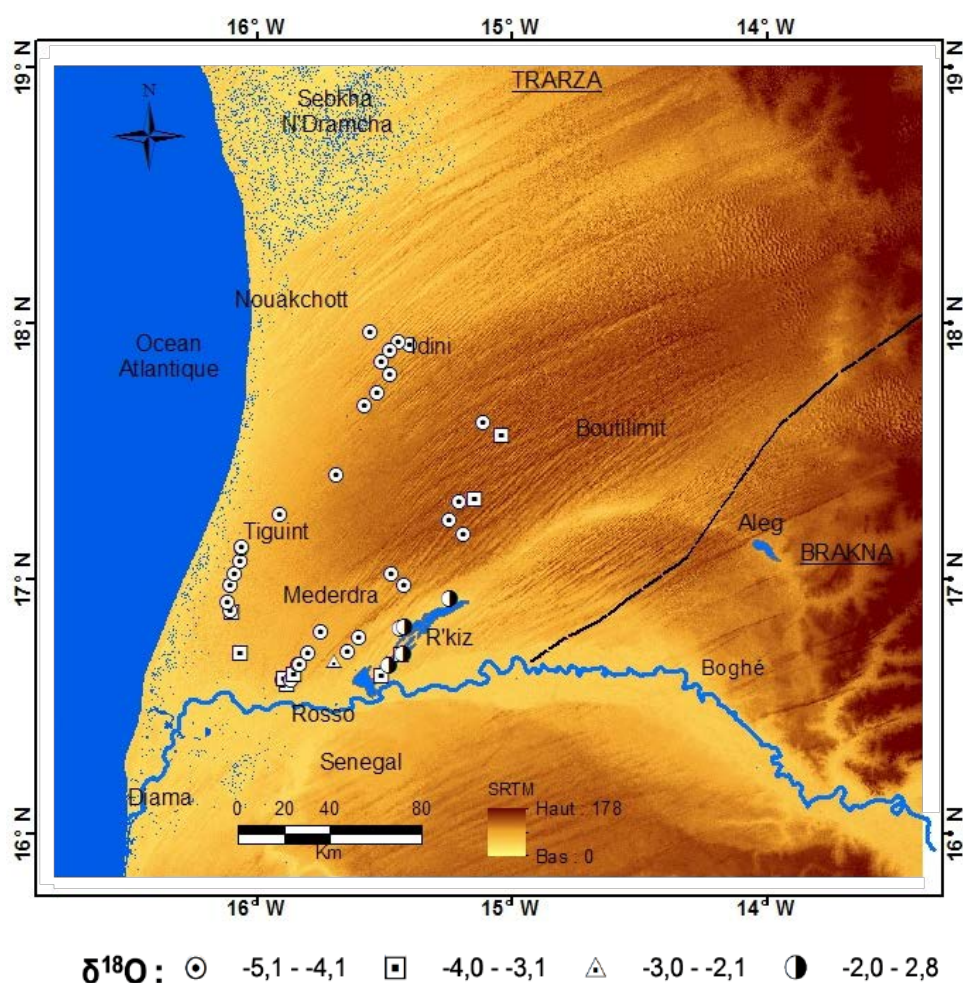 16° W 15° W 14° W
19° N 19° N
TRARZA
Sebkha
N'Dramcha
N
Nouakchott
18° N 18° N
Idini
Ocean
Atlantique
Boutilimit
Tiguint
Aleg
BRAKNA
17° N 17° N
Mederdra
R'kiz
Boghé
Rosso
Senegal
Diama
SRTM
Haut : 178
Bas : 0
0 20 40 80
Km
16° N 16° N
16° W 15° W 14° W
δ18O : -5,1 - -4,1 -4,0 - -3,1 -3,0 - -2,1 -2,0 - 2,8